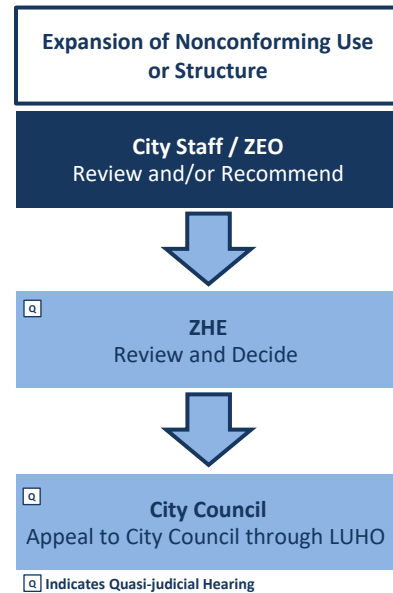 Expansion of Nonconforming Use
or Structure
City Staff / ZEO
Review and/or Recommend
Q
ZHE
Review and Decide
Q
City Council
Appeal to City Council through LUHO
Q Indicates Quasi-judicial Hearing